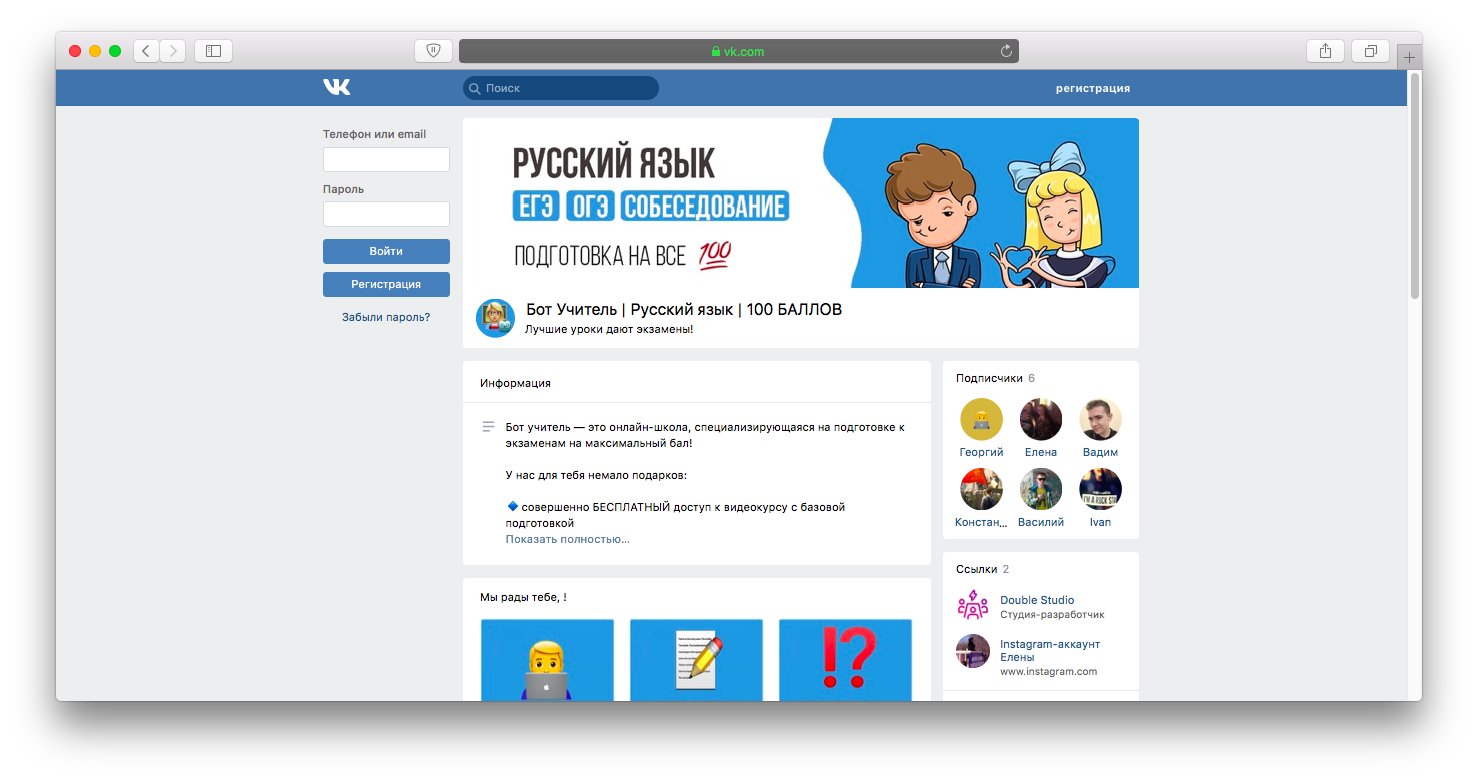 vk.com
Поиск
регистрация
Телефон или email
Пароль
Войти
Регистрация
Забыли пароль?
РУССКИЙ ЯЗЫК
ЕГЭ ОГЭ СОБЕСЕДОВАНИЕ
ПОДГОТОВКА НА ВСЕ 100
Бот Учитель | Русский язык | 100 БАЛЛОВ
Лучшие уроки дают экзамены!
Информация
Бот учитель — это онлайн-школа, специализирующаяся на подготовке к
экзаменам на максимальный бал!
У нас для тебя немало подарков:
совершенно БЕСПЛАТНЫЙ доступ к видеокурсу с базовой
подготовкой
Показать полностью...
Мы рады тебе, !
Подписчики 6
Георгий Елена Вадим
Констан... Василий Ivan
Ссылки 2
Double Studio
Студия-разработчик
Instagram-аккаунт
Елены
www.instagram.com